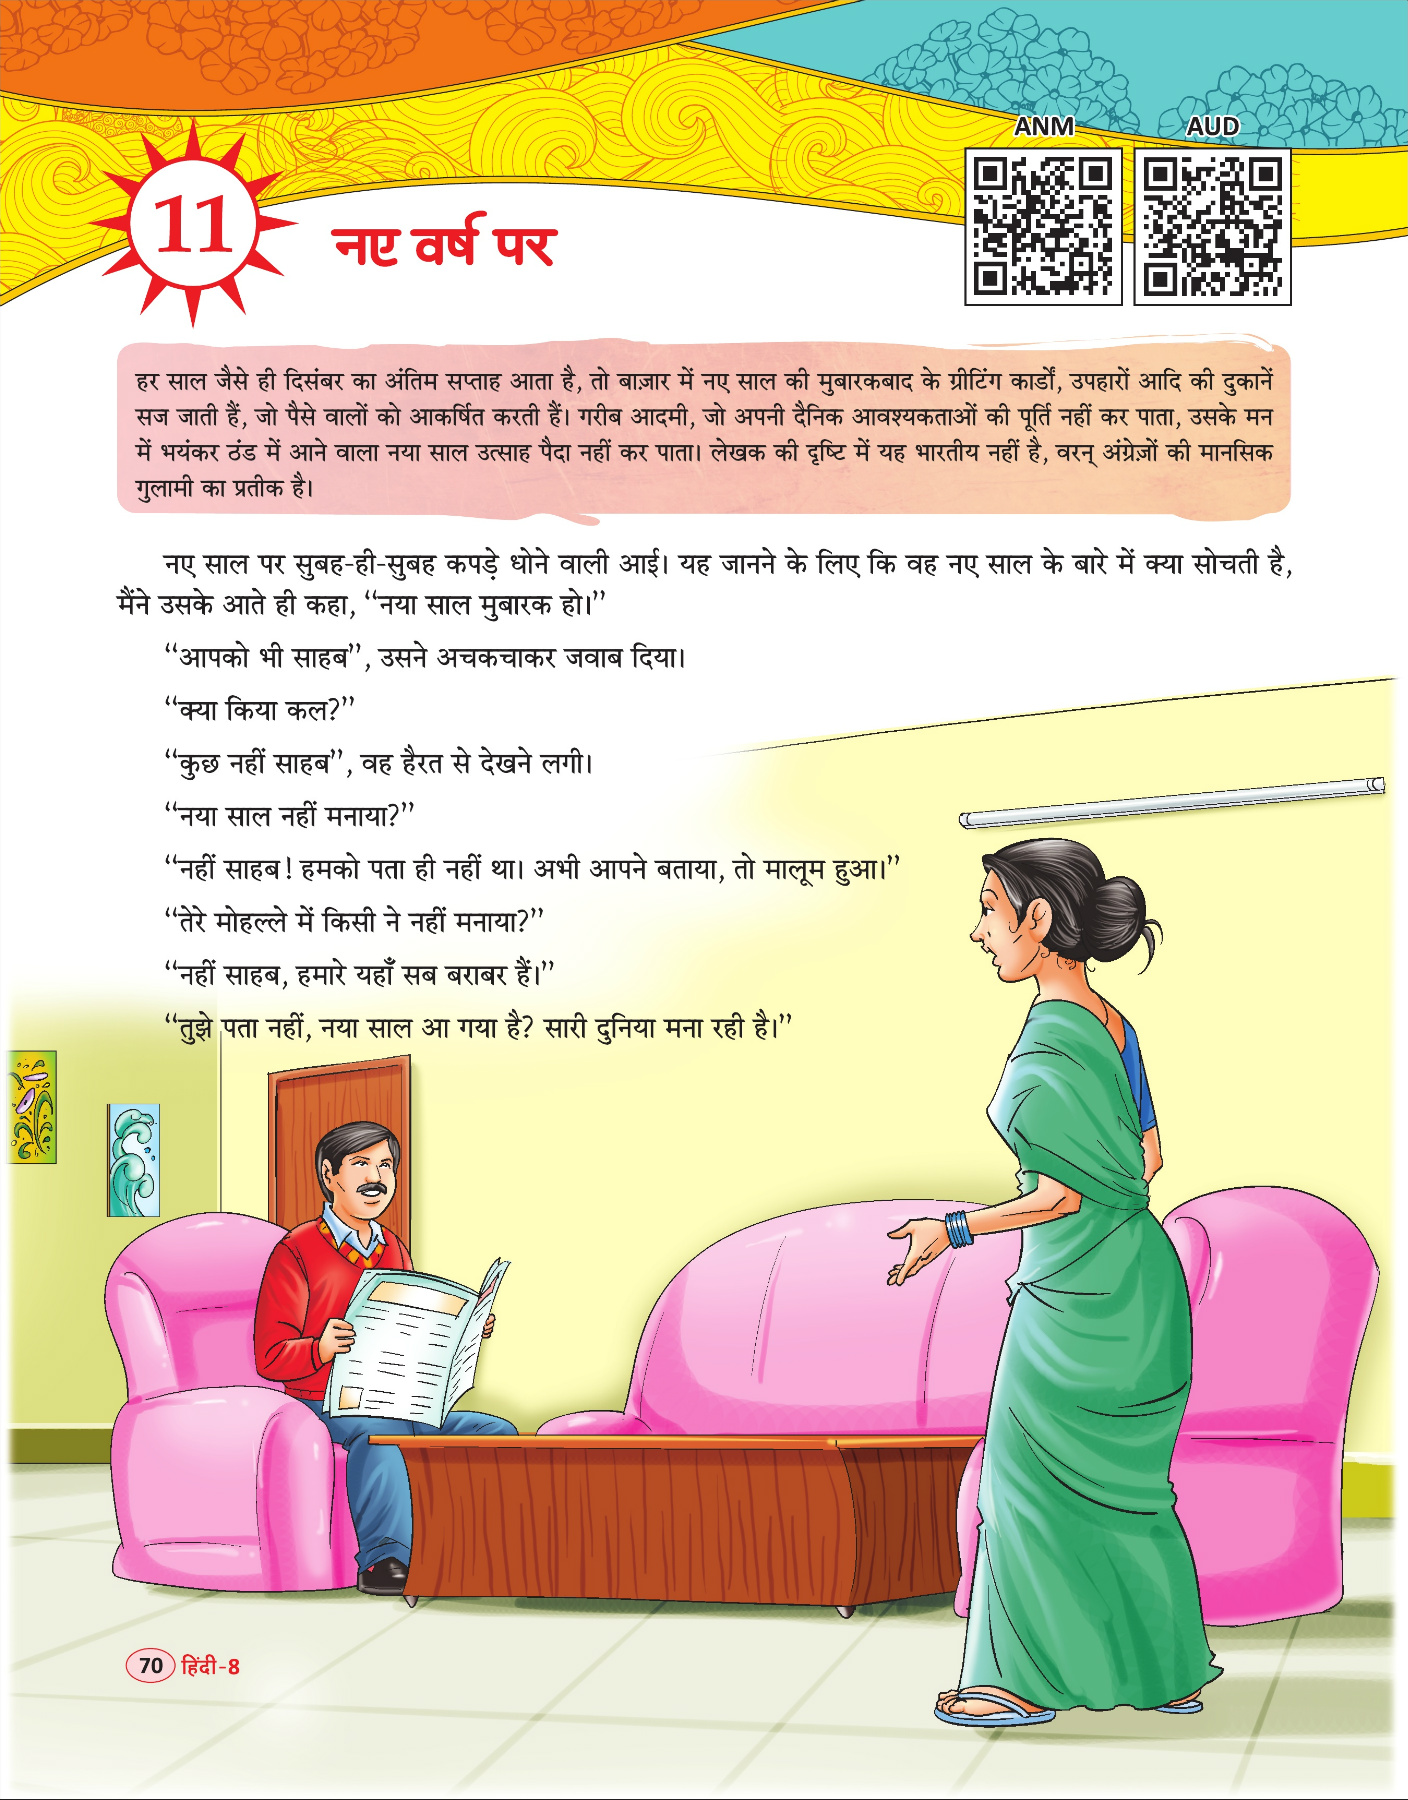 ANM
AUD
11
नए वर्ष पर
हर साल जैसे ही दिसंबर का अंतिम सप्ताह आता है, तो बाज़ार में नए साल की मुबारकबाद के ग्रीटिंग कार्डों, उपहारों आदि की दुकानें
सज जाती हैं, जो पैसे वालों को आकर्षित करती हैं। गरीब आदमी, जो अपनी दैनिक आवश्यकताओं की पूर्ति नहीं कर पाता, उसके मन
में भयंकर ठंड में आने वाला नया साल उत्साह पैदा नहीं कर पाता। लेखक की दृष्टि में यह भारतीय नहीं है, वरन् अंग्रेज़ों की मानसिक
गुलामी का प्रतीक है।
नए साल पर सुबह-ही-सुबह कपड़े धोने वाली आई। यह जानने के लिए कि वह नए साल के बारे में क्या सोचती है,
मैंने उसके आते ही कहा, “नया साल मुबारक हो।”
“आपको भी साहब”, उसने अचकचाकर जवाब दिया।
“क्या किया कल?”
“कुछ नहीं साहब”, वह हैरत से देखने लगी।
“नया साल नहीं मनाया?”
“नहीं साहब! हमको पता ही नहीं था। अभी आपने बताया, तो मालूम हुआ।”
“तेरे मोहल्ले में किसी ने नहीं मनाया?”
“नहीं साहब, हमारे यहाँ सब बराबर हैं।”
“तुझे पता नहीं, नया साल आ गया है? सारी दुनिया मना रही है।”
70 हिंदी-8